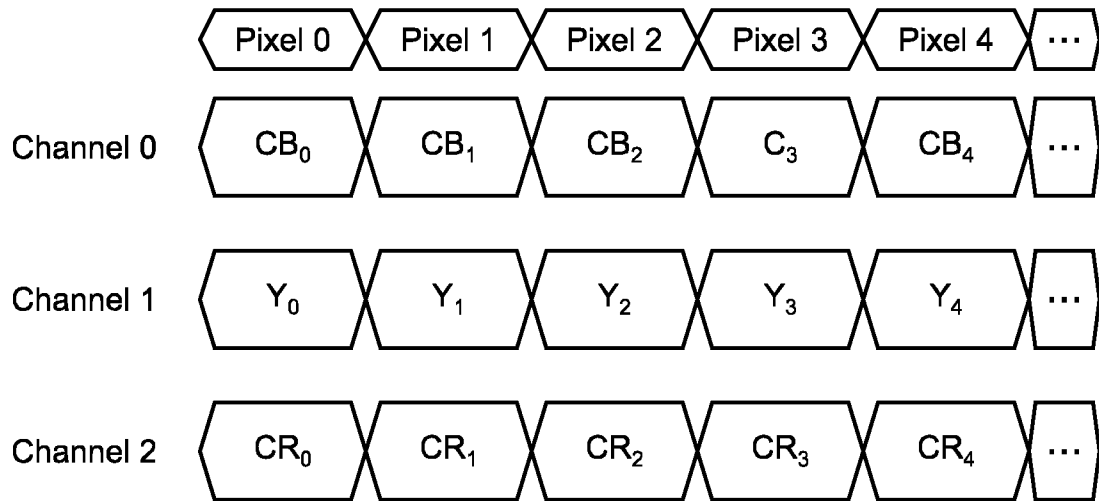 Pixel 0 Pixel 1 Pixel 2 Pixel 3 Pixel 4 ...
Channel 0 CB₀ CB₁ CB₂ C₃ CB₄ ...
Channel 1 Y₀ Y₁ Y₂ Y₃ Y₄ ...
Channel 2 CR₀ CR₁ CR₂ CR₃ CR₄ ...